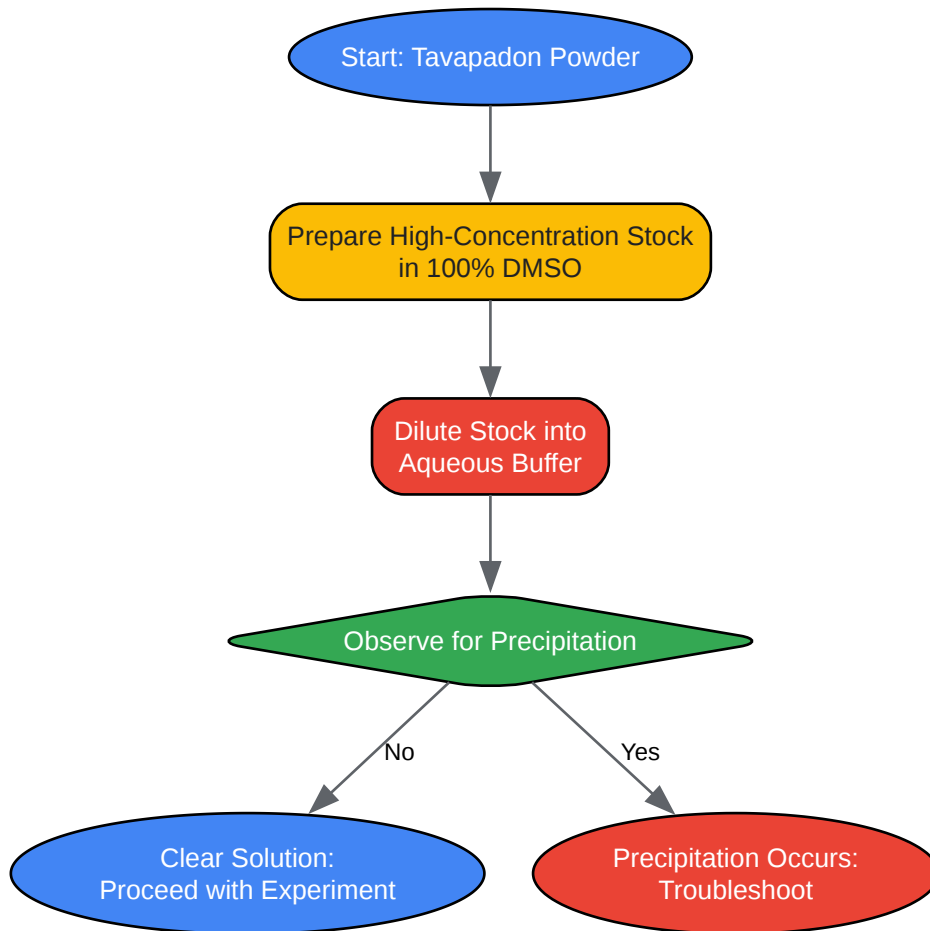 Start: Tavapadon Powder
Prepare High-Concentration Stock
in 100% DMSO
Dilute Stock into
Aqueous Buffer
Observe for Precipitation
No
Yes
Clear Solution:
Proceed with Experiment
Precipitation Occurs:
Troubleshoot